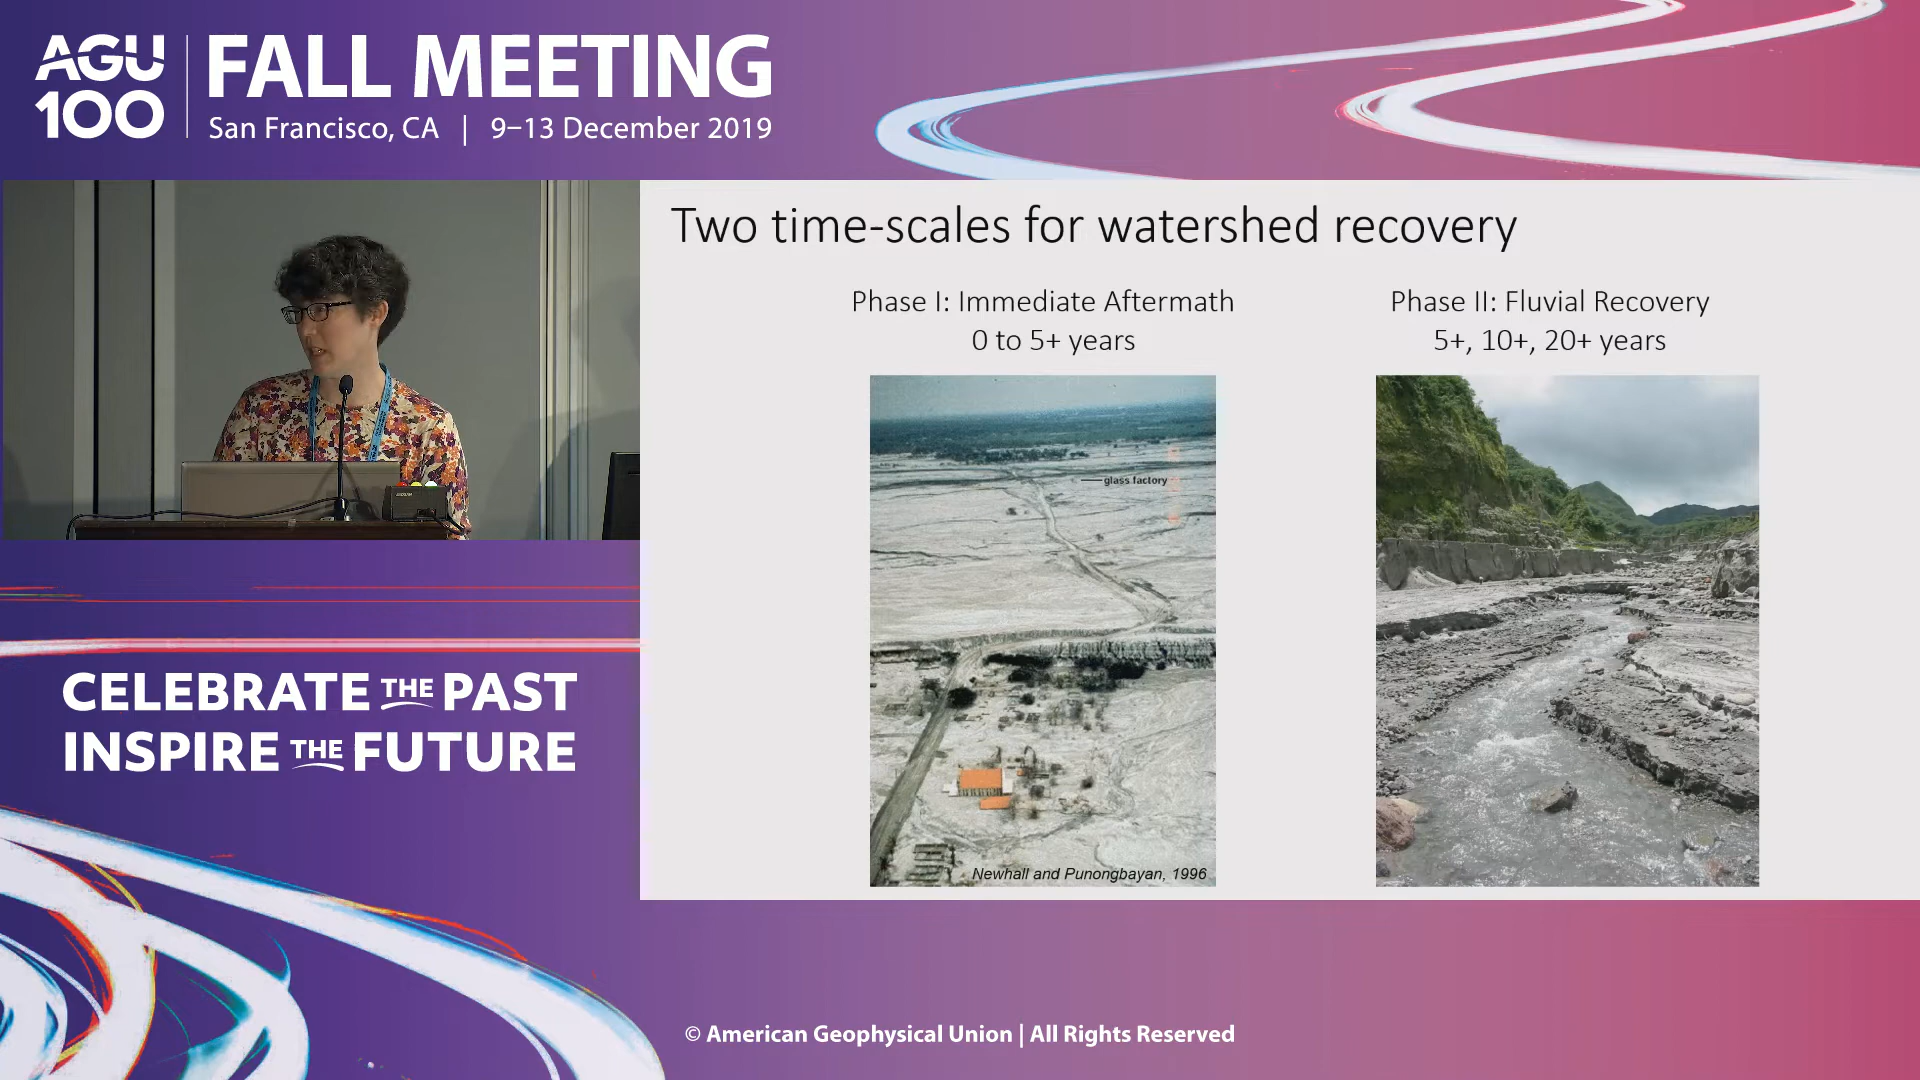 AGU
100
FALL MEETING
San Francisco, CA | 9–13 December 2019
Two time-scales for watershed recovery
Phase I: Immediate Aftermath
0 to 5+ years
Phase II: Fluvial Recovery
5+, 10+, 20+ years
glass factory
Newhall and Punongbayan, 1996
CELEBRATE THE PAST
INSPIRE THE FUTURE
© American Geophysical Union | All Rights Reserved